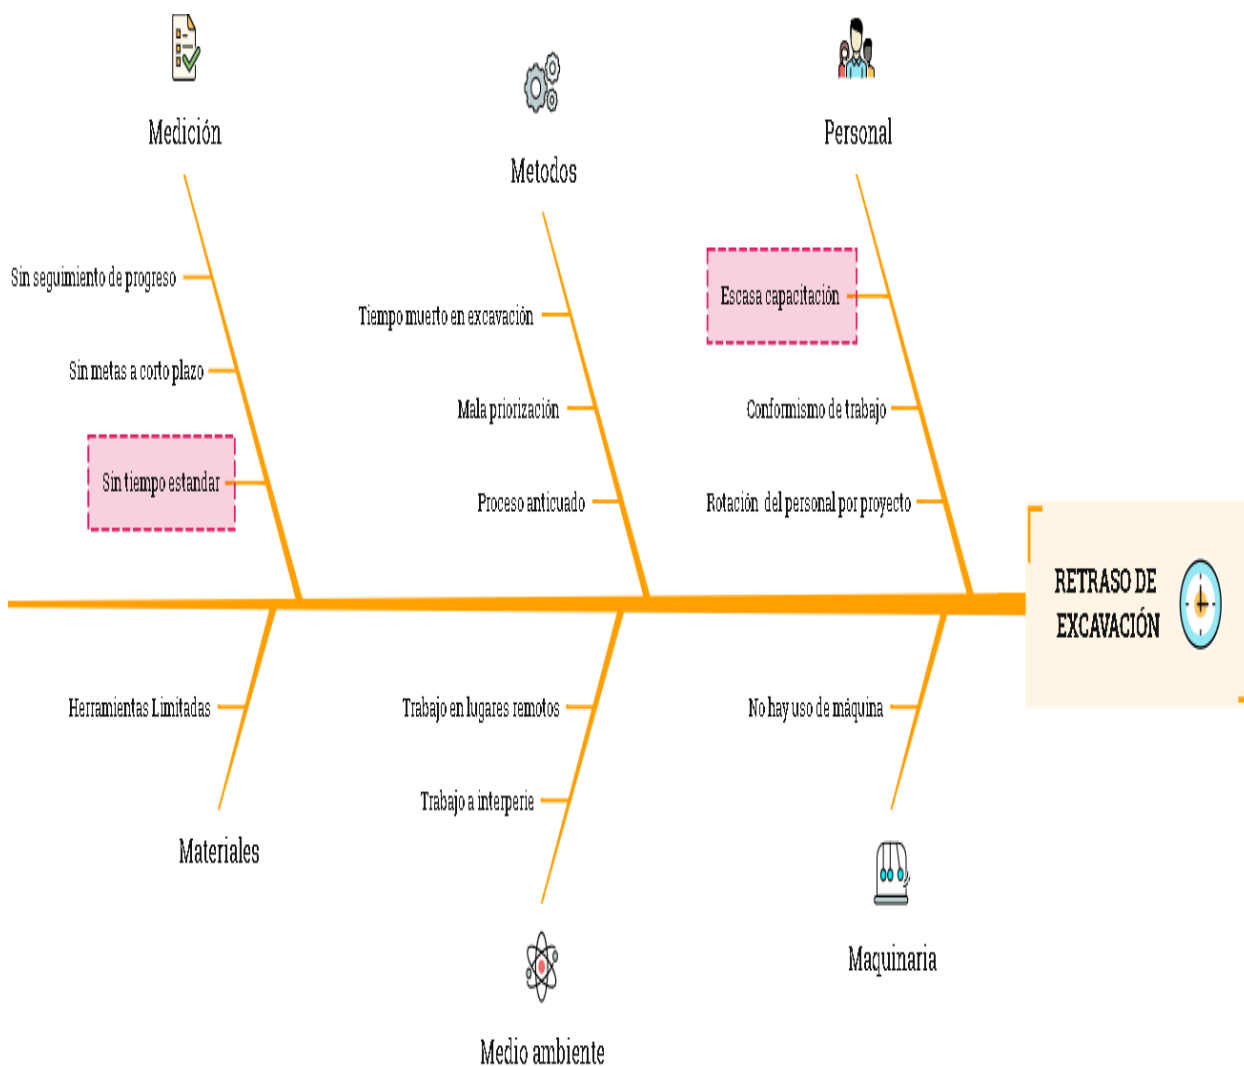 Medición
Metodos
Personal
Sin seguimiento de progreso
Sin metas a corto plazo
Sin tiempo estandar
Tiempo muerto en excavación
Mala priorización
Proceso anticuado
Escasa capacitación
Conformismo de trabajo
Rotación del personal por proyecto
RETRASO DE
EXCAVACIÓN
Herramientas Limitadas
Materiales
Trabajo en lugares remotos
Trabajo a interperie
Medio ambiente
No hay uso de máquina
Maquinaria